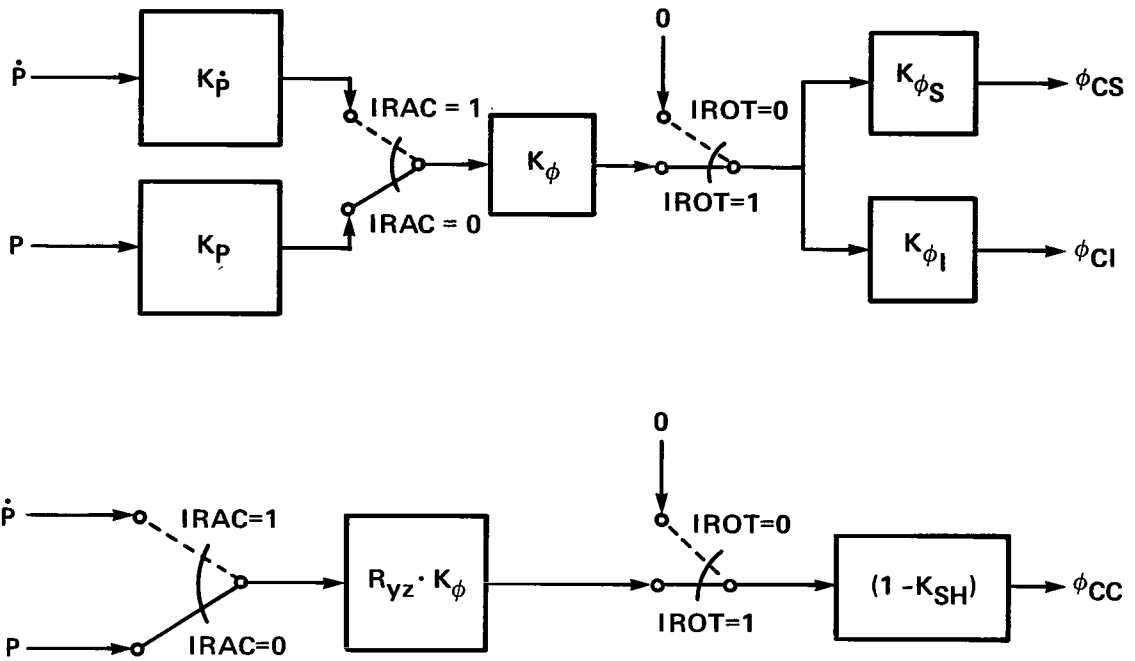 0
Ṗ
K_Ṗ
IRAC = 1
IROT=0
K_ϕS
ϕ_CS
K_ϕ
P
K_P
IRAC = 0
IROT=1
K_ϕI
ϕ_CI
0
Ṗ
IRAC=1
IROT=0
R_yz · K_ϕ
(1 -K_SH)
ϕ_CC
P
IRAC=0
IROT=1